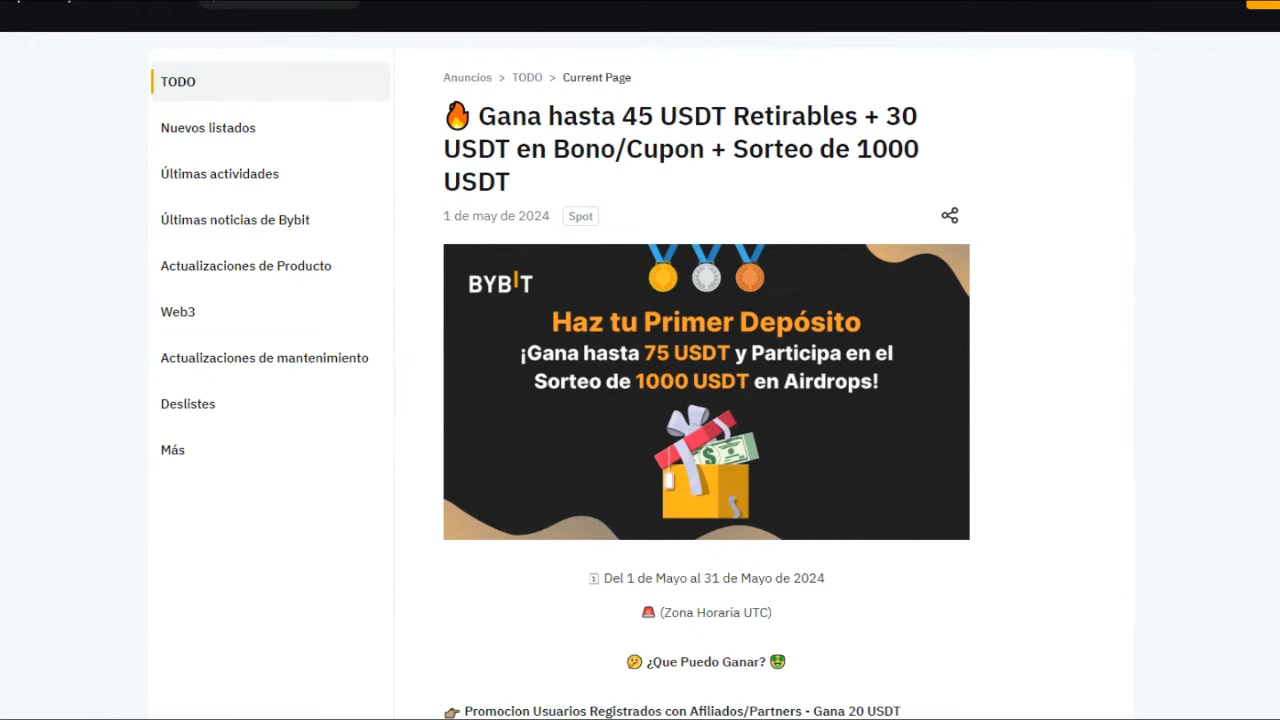 TODO
Nuevos listados
Últimas actividades
Últimas noticias de Bybit
Actualizaciones de Producto
Web3
Actualizaciones de mantenimiento
Deslistes
Más
Anuncios > TODO > Current Page
🔥 Gana hasta 45 USDT Retirables + 30
USDT en Bono/Cupon + Sorteo de 1000
USDT
1 de may de 2024 Spot
BYBIT
Haz tu Primer Depósito
¡Gana hasta 75 USDT y Participa en el
Sorteo de 1000 USDT en Airdrops!
$
🗓 Del 1 de Mayo al 31 de Mayo de 2024
🚨 (Zona Horaria UTC)
🤔 ¿Que Puedo Ganar? 🤑
👉🏽 Promocion Usuarios Registrados con Afiliados/Partners - Gana 20 USDT